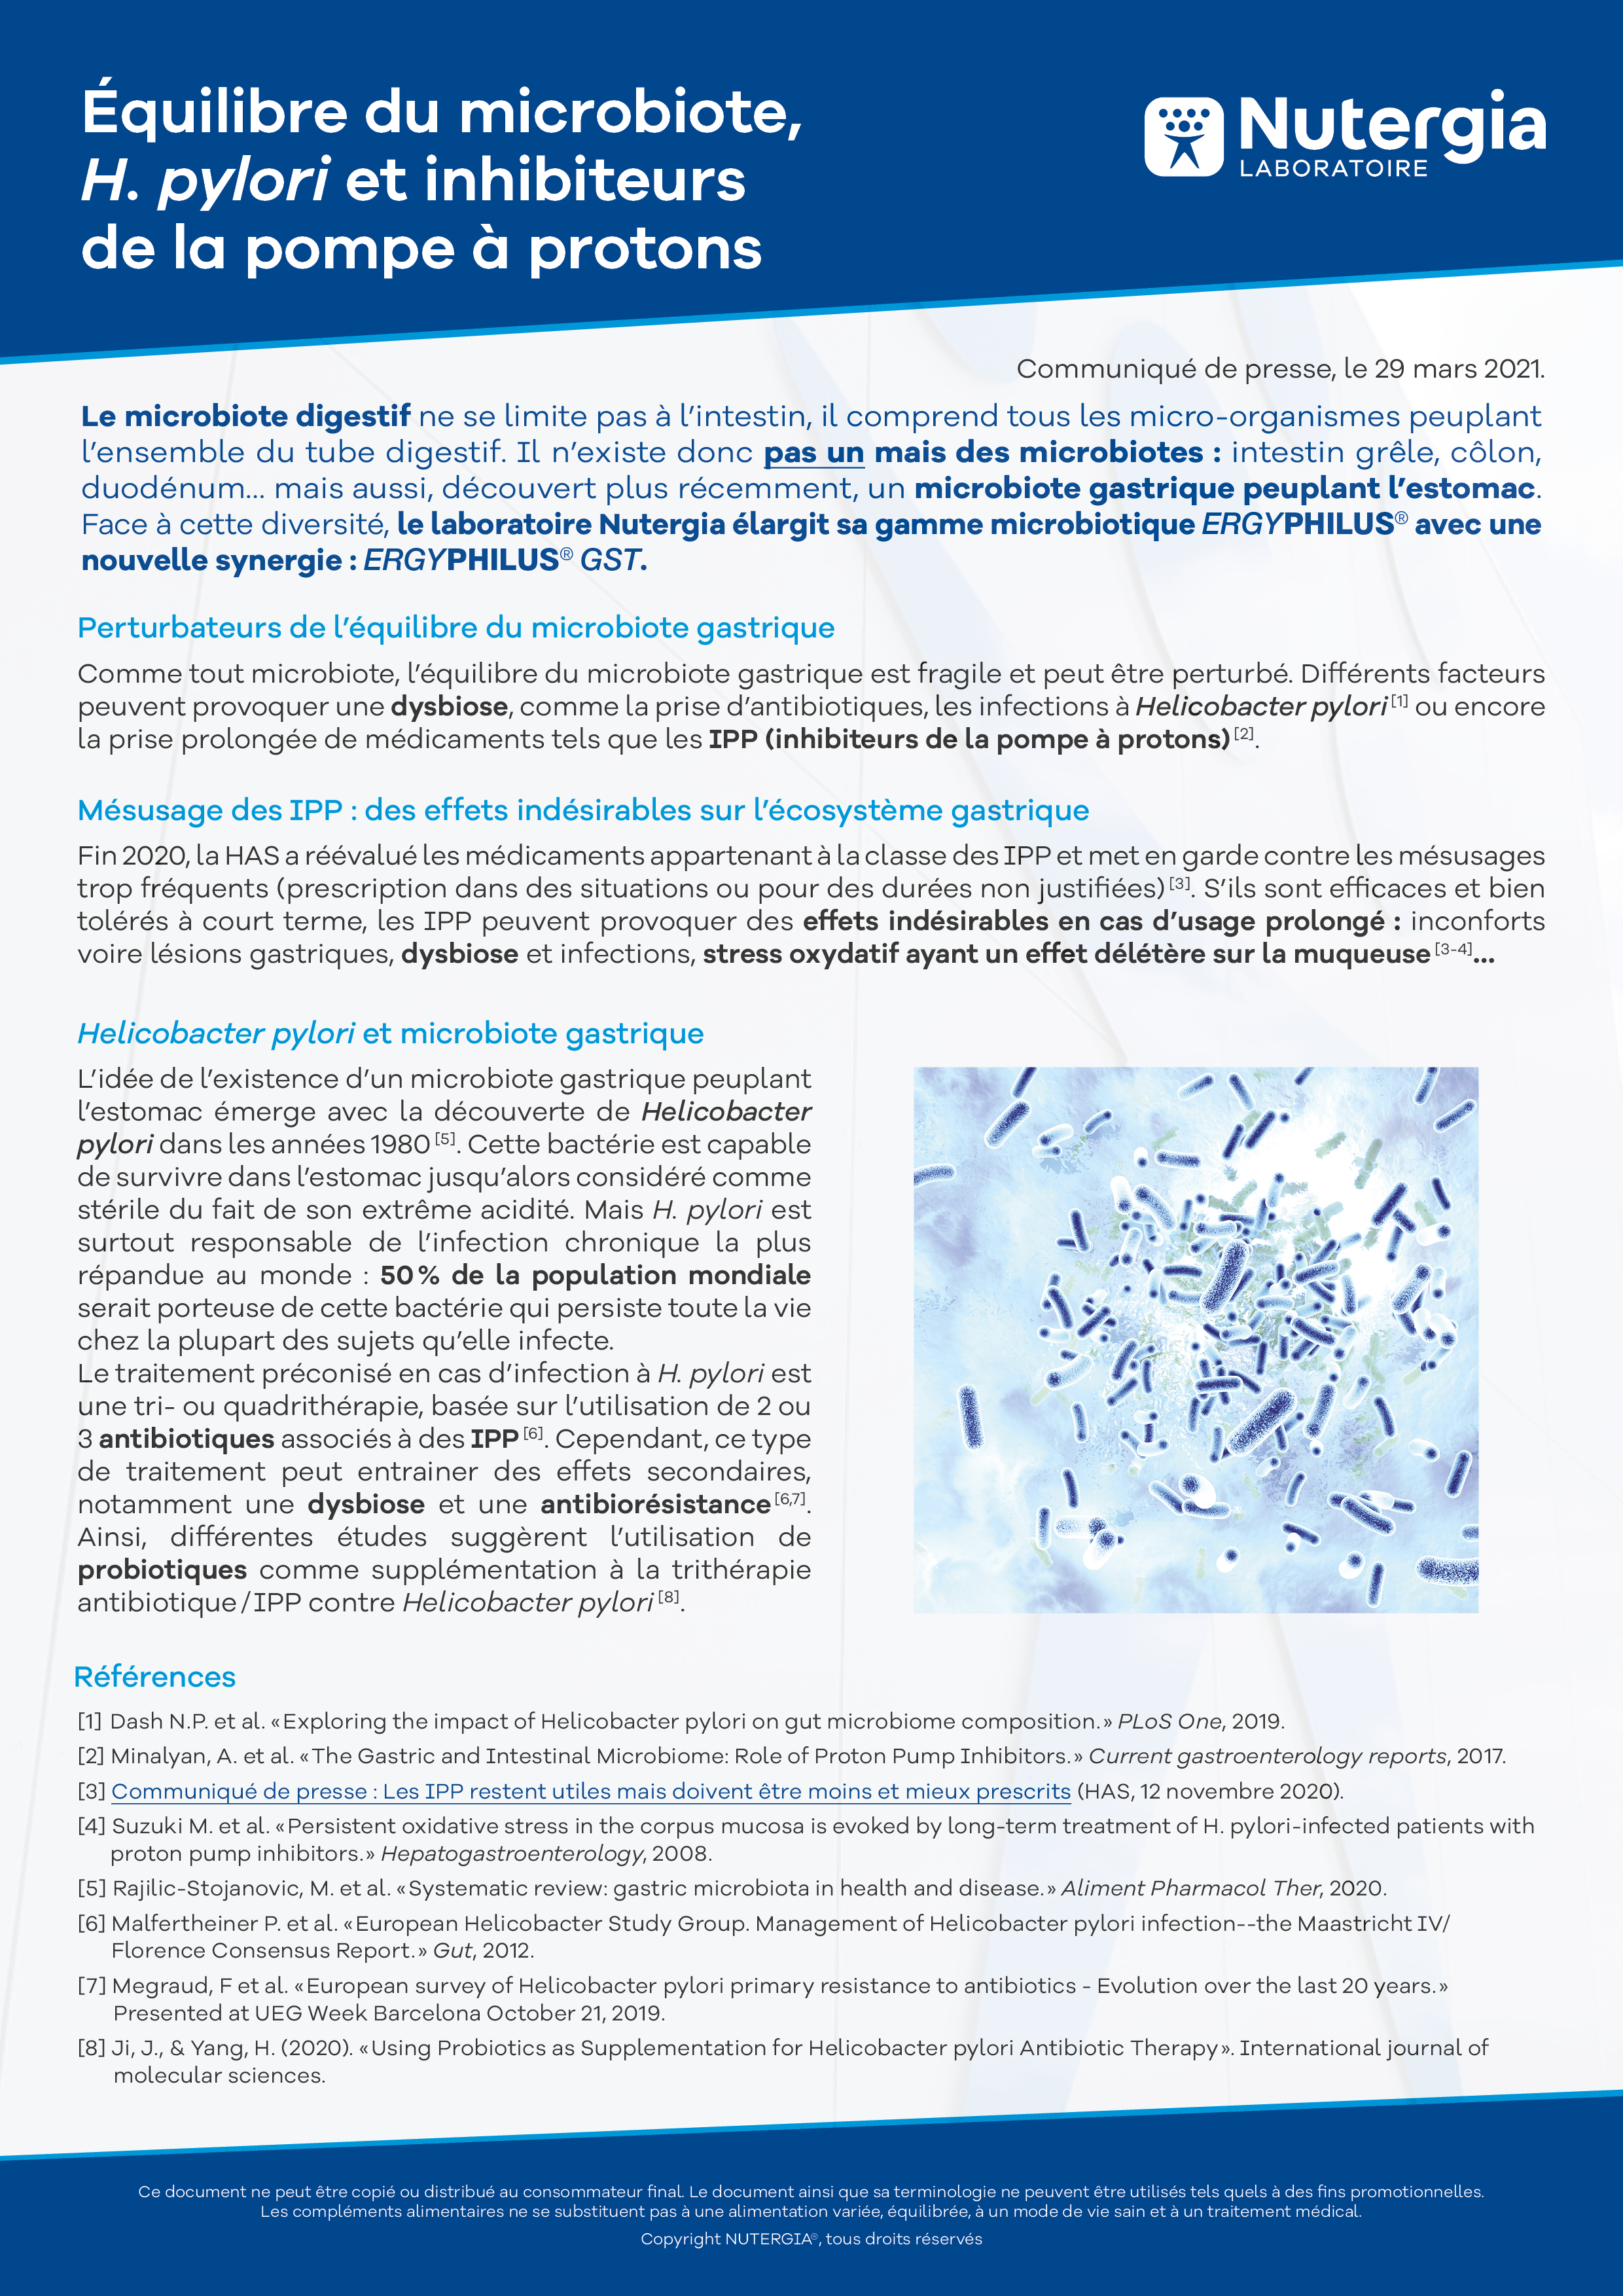 Équilibre du microbiote,
H. pylori et inhibiteurs
de la pompe à protons
Nutergia
LABORATOIRE
Communiqué de presse, le 29 mars 2021.
Le microbiote digestif ne se limite pas à l’intestin, il comprend tous les micro-organismes peuplant
l’ensemble du tube digestif. Il n’existe donc pas un mais des microbiotes : intestin grêle, côlon,
duodénum... mais aussi, découvert plus récemment, un microbiote gastrique peuplant l’estomac.
Face à cette diversité, le laboratoire Nutergia élargit sa gamme microbiotique ERGYPHILUS® avec une
nouvelle synergie : ERGYPHILUS® GST.
Perturbateurs de l’équilibre du microbiote gastrique
Comme tout microbiote, l’équilibre du microbiote gastrique est fragile et peut être perturbé. Différents facteurs
peuvent provoquer une dysbiose, comme la prise d’antibiotiques, les infections à Helicobacter pylori [1] ou encore
la prise prolongée de médicaments tels que les IPP (inhibiteurs de la pompe à protons) [2].
Mésusage des IPP : des effets indésirables sur l’écosystème gastrique
Fin 2020, la HAS a réévalué les médicaments appartenant à la classe des IPP et met en garde contre les mésusages
trop fréquents (prescription dans des situations ou pour des durées non justifiées) [3]. S’ils sont efficaces et bien
tolérés à court terme, les IPP peuvent provoquer des effets indésirables en cas d’usage prolongé : inconforts
voire lésions gastriques, dysbiose et infections, stress oxydatif ayant un effet délétère sur la muqueuse [3-4]...
Helicobacter pylori et microbiote gastrique
L’idée de l’existence d’un microbiote gastrique peuplant
l’estomac émerge avec la découverte de Helicobacter
pylori dans les années 1980 [5]. Cette bactérie est capable
de survivre dans l’estomac jusqu’alors considéré comme
stérile du fait de son extrême acidité. Mais H. pylori est
surtout responsable de l’infection chronique la plus
répandue au monde : 50 % de la population mondiale
serait porteuse de cette bactérie qui persiste toute la vie
chez la plupart des sujets qu’elle infecte.
Le traitement préconisé en cas d’infection à H. pylori est
une tri- ou quadrithérapie, basée sur l’utilisation de 2 ou
3 antibiotiques associés à des IPP [6]. Cependant, ce type
de traitement peut entrainer des effets secondaires,
notamment une dysbiose et une antibiorésistance [6,7].
Ainsi, différentes études suggèrent l’utilisation de
probiotiques comme supplémentation à la trithérapie
antibiotique / IPP contre Helicobacter pylori [8].
Références
[1] Dash N.P. et al. « Exploring the impact of Helicobacter pylori on gut microbiome composition. » PLoS One, 2019.
[2] Minalyan, A. et al. « The Gastric and Intestinal Microbiome: Role of Proton Pump Inhibitors. » Current gastroenterology reports, 2017.
[3] Communiqué de presse : Les IPP restent utiles mais doivent être moins et mieux prescrits (HAS, 12 novembre 2020).
[4] Suzuki M. et al. « Persistent oxidative stress in the corpus mucosa is evoked by long-term treatment of H. pylori-infected patients with
proton pump inhibitors. » Hepatogastroenterology, 2008.
[5] Rajilic-Stojanovic, M. et al. « Systematic review: gastric microbiota in health and disease. » Aliment Pharmacol Ther, 2020.
[6] Malfertheiner P. et al. « European Helicobacter Study Group. Management of Helicobacter pylori infection--the Maastricht IV/
Florence Consensus Report. » Gut, 2012.
[7] Megraud, F et al. « European survey of Helicobacter pylori primary resistance to antibiotics - Evolution over the last 20 years. »
Presented at UEG Week Barcelona October 21, 2019.
[8] Ji, J., & Yang, H. (2020). « Using Probiotics as Supplementation for Helicobacter pylori Antibiotic Therapy ». International journal of
molecular sciences.
Ce document ne peut être copié ou distribué au consommateur final. Le document ainsi que sa terminologie ne peuvent être utilisés tels quels à des fins promotionnelles.
Les compléments alimentaires ne se substituent pas à une alimentation variée, équilibrée, à un mode de vie sain et à un traitement médical.
Copyright NUTERGIA®, tous droits réservés